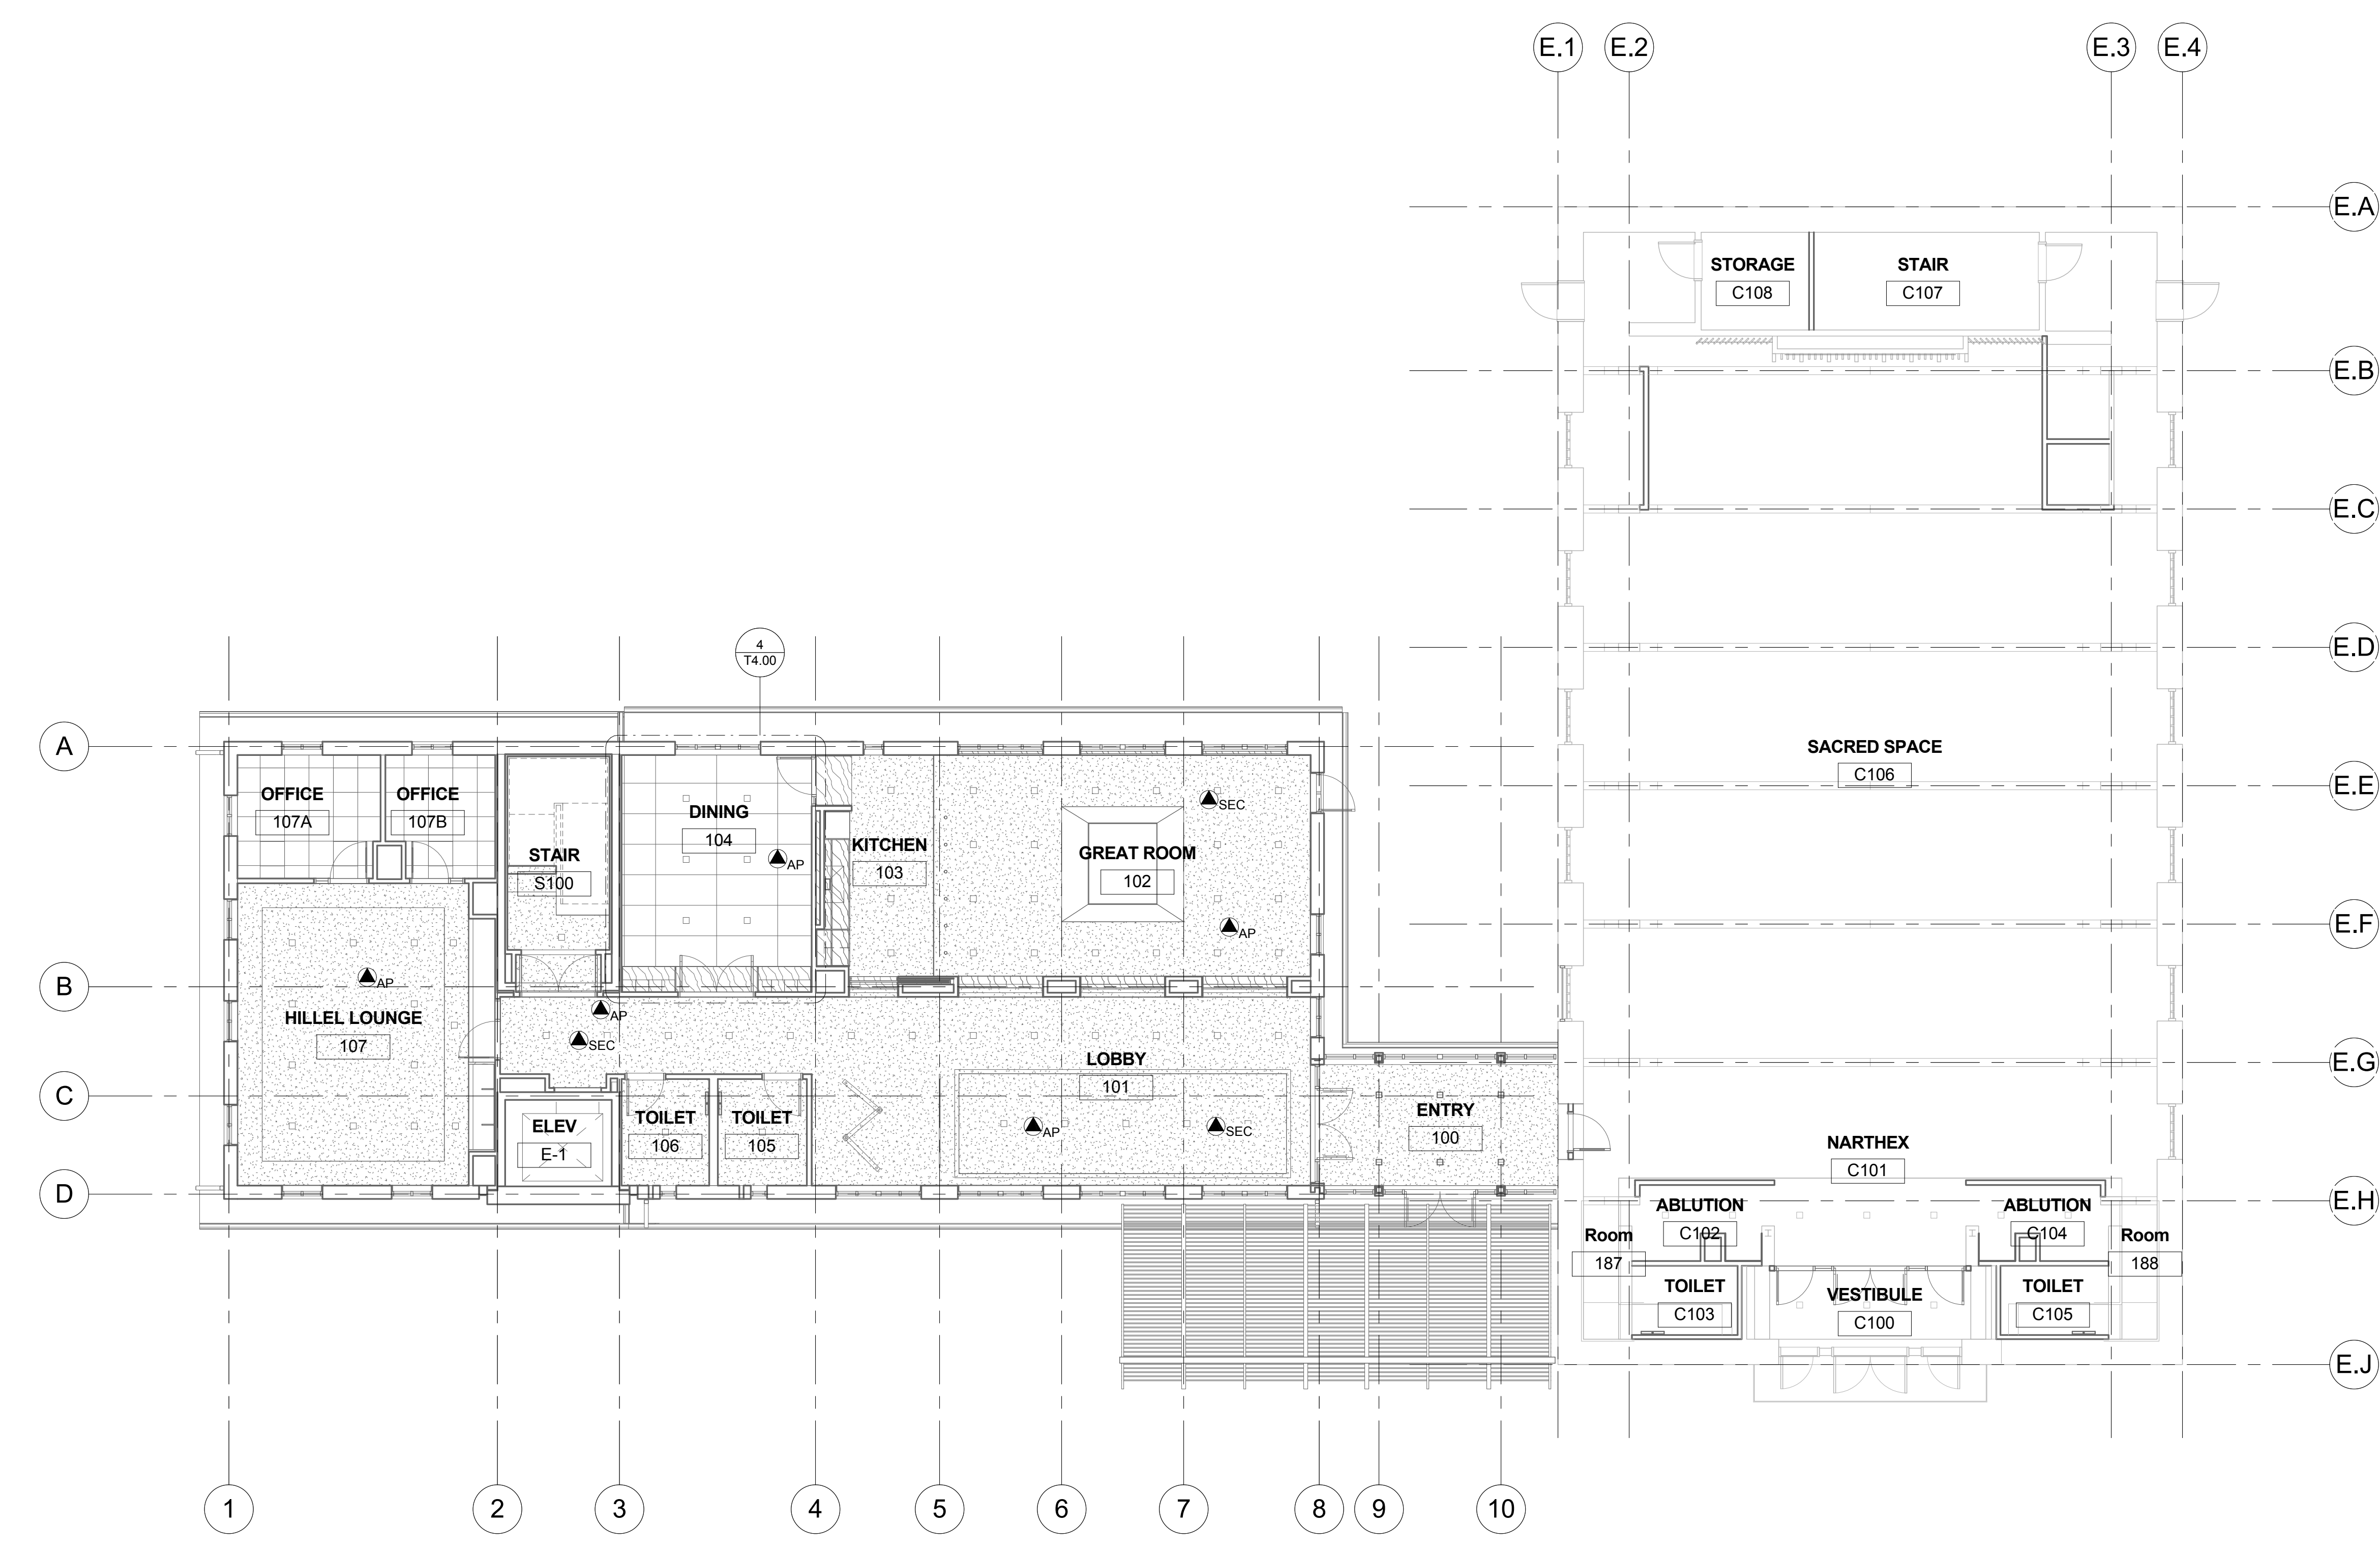 E.1 E.2 E.3 E.4
E.A
STORAGE
C108
STAIR
C107
E.B
E.C
E.D
4
T4.00
A
SACRED SPACE
C106
E.E
OFFICE
107A
OFFICE
107B
DINING
104
AP
STAIR
S100
KITCHEN
103
SEC
GREAT ROOM
102
AP
E.F
B
AP
HILLEL LOUNGE
107
AP
SEC
LOBBY
101
E.G
C
ELEV
E-1
TOILET
106
TOILET
105
AP
SEC
ENTRY
100
NARTHEX
C101
D
E.H
ABLUTION
C102
ABLUTION
C104
Room
187
Room
188
TOILET
C103
VESTIBULE
C100
TOILET
C105
E.J
1 2 3 4 5 6 7 8 9 10